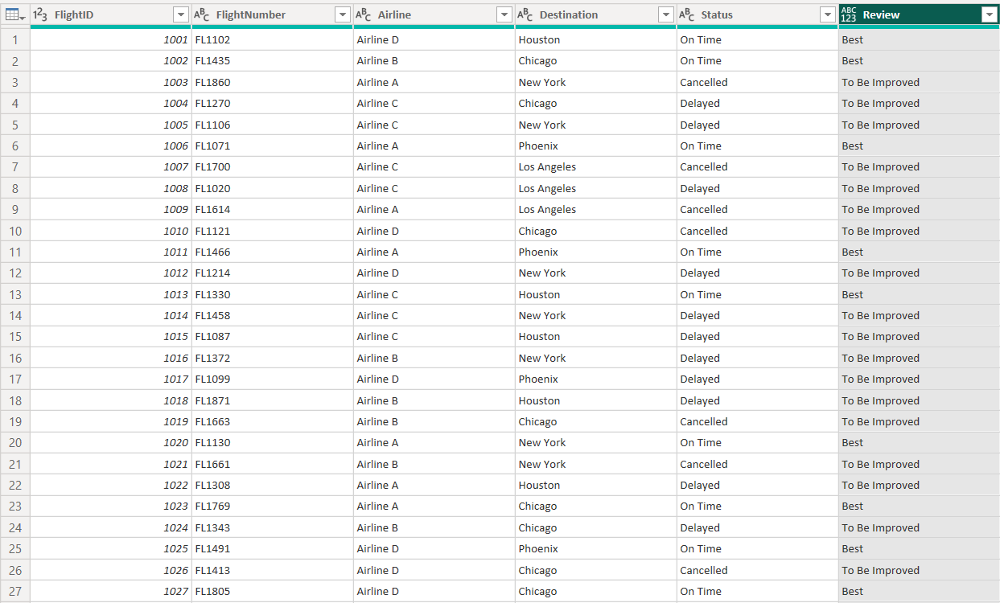 1²3 FlightID ABC FlightNumber ABC Airline ABC Destination ABC Status ABC 123 Review
1 1001 FL1102 Airline D Houston On Time Best
2 1002 FL1435 Airline B Chicago On Time Best
3 1003 FL1860 Airline A New York Cancelled To Be Improved
4 1004 FL1270 Airline C Chicago Delayed To Be Improved
5 1005 FL1106 Airline C New York Delayed To Be Improved
6 1006 FL1071 Airline A Phoenix On Time Best
7 1007 FL1700 Airline C Los Angeles Cancelled To Be Improved
8 1008 FL1020 Airline C Los Angeles Delayed To Be Improved
9 1009 FL1614 Airline A Los Angeles Cancelled To Be Improved
10 1010 FL1121 Airline D Chicago Cancelled To Be Improved
11 1011 FL1466 Airline A Phoenix On Time Best
12 1012 FL1214 Airline D New York Delayed To Be Improved
13 1013 FL1330 Airline C Houston On Time Best
14 1014 FL1458 Airline C New York Delayed To Be Improved
15 1015 FL1087 Airline C Houston Delayed To Be Improved
16 1016 FL1372 Airline B New York Delayed To Be Improved
17 1017 FL1099 Airline D Phoenix Delayed To Be Improved
18 1018 FL1871 Airline B Houston Delayed To Be Improved
19 1019 FL1663 Airline B Chicago Cancelled To Be Improved
20 1020 FL1130 Airline A New York On Time Best
21 1021 FL1661 Airline B New York Cancelled To Be Improved
22 1022 FL1308 Airline A Houston Delayed To Be Improved
23 1023 FL1769 Airline A Chicago On Time Best
24 1024 FL1343 Airline B Chicago Delayed To Be Improved
25 1025 FL1491 Airline D Phoenix On Time Best
26 1026 FL1413 Airline D Chicago Cancelled To Be Improved
27 1027 FL1805 Airline D Chicago On Time Best